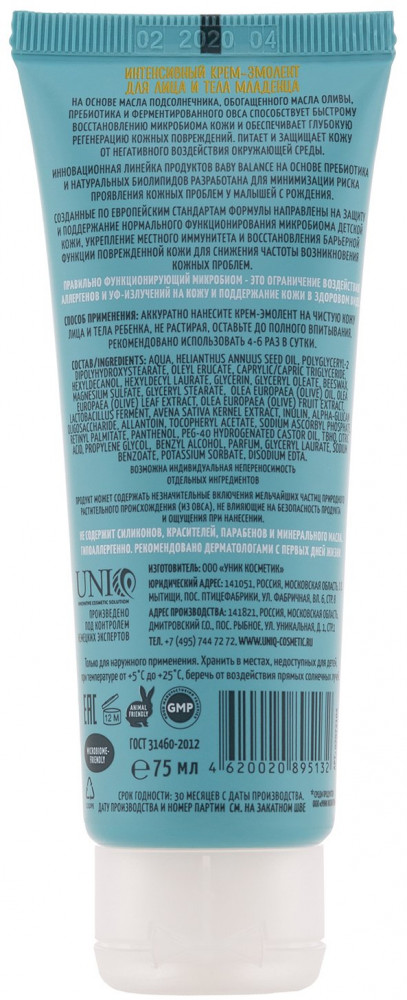 02 2020 04
ИНТЕНСИВНЫЙ КРЕМ-ЭМОЛЕНТ
ДЛЯ ЛИЦА И ТЕЛА МЛАДЕНЦА
НА ОСНОВЕ МАСЛА ПОДСОЛНЕЧНИКА, ОБОГАЩЕННОГО МАСЛА ОЛИВЫ,
ПРЕБИОТИКА И ФЕРМЕНТИРОВАННОГО ОВСА СПОСОБСТВУЕТ БЫСТРОМУ
ВОССТАНОВЛЕНИЮ МИКРОБИОМА КОЖИ И ОБЕСПЕЧИВАЕТ ГЛУБОКУЮ
РЕГЕНЕРАЦИЮ КОЖНЫХ ПОВРЕЖДЕНИЙ. ПИТАЕТ И ЗАЩИЩАЕТ КОЖУ
ОТ НЕГАТИВНОГО ВОЗДЕЙСТВИЯ ОКРУЖАЮЩЕЙ СРЕДЫ.
ИННОВАЦИОННАЯ ЛИНЕЙКА ПРОДУКТОВ BABY BALANCE НА ОСНОВЕ ПРЕБИОТИКА
И НАТУРАЛЬНЫХ БИОЛИПИДОВ РАЗРАБОТАНА ДЛЯ МИНИМИЗАЦИИ РИСКА
ПРОЯВЛЕНИЯ КОЖНЫХ ПРОБЛЕМ У МАЛЫШЕЙ С РОЖДЕНИЯ.
СОЗДАННЫЕ ПО ЕВРОПЕЙСКИМ СТАНДАРТАМ ФОРМУЛЫ НАПРАВЛЕНЫ НА ЗАЩИТУ
И ПОДДЕРЖАНИЕ НОРМАЛЬНОГО ФУНКЦИОНИРОВАНИЯ МИКРОБИОМА ДЕТСКОЙ
КОЖИ, УКРЕПЛЕНИЕ МЕСТНОГО ИММУНИТЕТА И ВОССТАНОВЛЕНИЯ БАРЬЕРНОЙ
ФУНКЦИИ ПОВРЕЖДЕННОЙ КОЖИ ДЛЯ СНИЖЕНИЯ ЧАСТОТЫ ВОЗНИКНОВЕНИЯ
КОЖНЫХ ПРОБЛЕМ.
ПРАВИЛЬНО ФУНКЦИОНИРУЮЩИЙ МИКРОБИОМ - ЭТО ОГРАНИЧЕНИЕ ВОЗДЕЙСТВИЯ
АЛЛЕРГЕНОВ И УФ-ИЗЛУЧЕНИЙ НА КОЖУ И ПОДДЕРЖАНИЕ КОЖИ В ЗДОРОВОМ
СПОСОБ ПРИМЕНЕНИЯ: АККУРАТНО НАНЕСИТЕ КРЕМ-ЭМОЛЕНТ НА ЧИСТУЮ КОЖУ
ЛИЦА И ТЕЛА РЕБЕНКА, НЕ РАСТИРАЯ, ОСТАВЬТЕ ДО ПОЛНОГО ВПИТЫВАНИЯ.
РЕКОМЕНДОВАНО ИСПОЛЬЗОВАТЬ 4-6 РАЗ В СУТКИ.
СОСТАВ/INGREDIENTS: AQUA, HELIANTHUS ANNUUS SEED OIL, POLYGLYCERYL-2
DIPOLYHYDROXYSTEARATE, OLEYL ERUCATE, CAPRYLIC/CAPRIC TRIGLYCERIDE,
HEXYLDECANOL, HEXYLDECYL LAURATE, GLYCERIN, GLYCERYL OLEATE, BEESWAX,
MAGNESIUM SULFATE, GLYCERYL STEARATE, OLEA EUROPAEA (OLIVE) OIL, OLEA
EUROPAEA (OLIVE) LEAF EXTRACT, OLEA EUROPAEA (OLIVE) FRUIT EXTRACT,
LACTOBACILLUS FERMENT, AVENA SATIVA KERNEL EXTRACT, INULIN, ALPHA-GLUCAN
OLIGOSACCHARIDE, ALLANTOIN, TOCOPHERYL ACETATE, SODIUM ASCORBYL PHOSPHATE,
RETINYL PALMITATE, PANTHENOL, PEG-40 HYDROGENATED CASTOR OIL, TBHQ, CITRIC
ACID, PROPYLENE GLYCOL, BENZYL ALCOHOL, PARFUM, GLYCERYL LAURATE, SODIUM
BENZOATE, POTASSIUM SORBATE, DISODIUM EDTA
ВОЗМОЖНА ИНДИВИДУАЛЬНАЯ НЕПЕРЕНОСИМОСТЬ
ОТДЕЛЬНЫХ ИНГРЕДИЕНТОВ
ПРОДУКТ МОЖЕТ СОДЕРЖАТЬ НЕЗНАЧИТЕЛЬНЫЕ ВКЛЮЧЕНИЯ МЕЛЬЧАЙШИХ ЧАСТИЦ ПРИРОДНОГО
РАСТИТЕЛЬНОГО ПРОИСХОЖДЕНИЯ (ИЗ ОВСА), НЕ ВЛИЯЮЩИЕ НА БЕЗОПАСНОСТЬ ПРОДУКТА
И ОЩУЩЕНИЯ ПРИ НАНЕСЕНИИ.
НЕ СОДЕРЖИТ СИЛИКОНОВ, КРАСИТЕЛЕЙ, ПАРАБЕНОВ И МИНЕРАЛЬНОГО МАСЛА.
ГИПОАЛЛЕРГЕННО. РЕКОМЕНДОВАНО ДЕРМАТОЛОГАМИ С ПЕРВЫХ ДНЕЙ ЖИЗНИ
UNIQ
INNOVATIVE COSMETIC SOLUTION
ПРОИЗВЕДЕНО
ПОД КОНТРОЛЕМ
НЕМЕЦКИХ ЭКСПЕРТОВ
ИЗГОТОВИТЕЛЬ: ООО «УНИК КОСМЕТИК»
ЮРИДИЧЕСКИЙ АДРЕС: 141051, РОССИЯ, МОСКОВСКАЯ ОБЛАСТЬ, Г.О.
МЫТИЩИ, ПОС. ПТИЦЕФАБРИКИ, УЛ. ФАБРИЧНАЯ, ВЛ. 6, СТР. 9
АДРЕС ПРОИЗВОДСТВА: 141821, РОССИЯ, МОСКОВСКАЯ ОБЛАСТЬ,
ДМИТРОВСКИЙ Г.О., ПОС. РЫБНОЕ, УЛ. УНИКАЛЬНАЯ, Д. 1, СТР. 1
ТЕЛ. +7 (495) 744 72 72, WWW.UNIQ-COSMETIC.RU
Только для наружного применения. Хранить в местах, недоступных для детей,
при температуре от +5°С до +25°С, беречь от воздействия прямых солнечных лучей
EAC
12 M
ANIMAL FRIENDLY
GMP
MICROBIOME-
FRIENDLY
ГОСТ 31460-2012
℮ 75 МЛ
4 620020 895132
СРОК ГОДНОСТИ: 30 МЕСЯЦЕВ С ДАТЫ ПРОИЗВОДСТВА.
ДАТУ ПРОИЗВОДСТВА И НОМЕР ПАРТИИ СМ. НА ЗАКАТНОМ ШВЕ